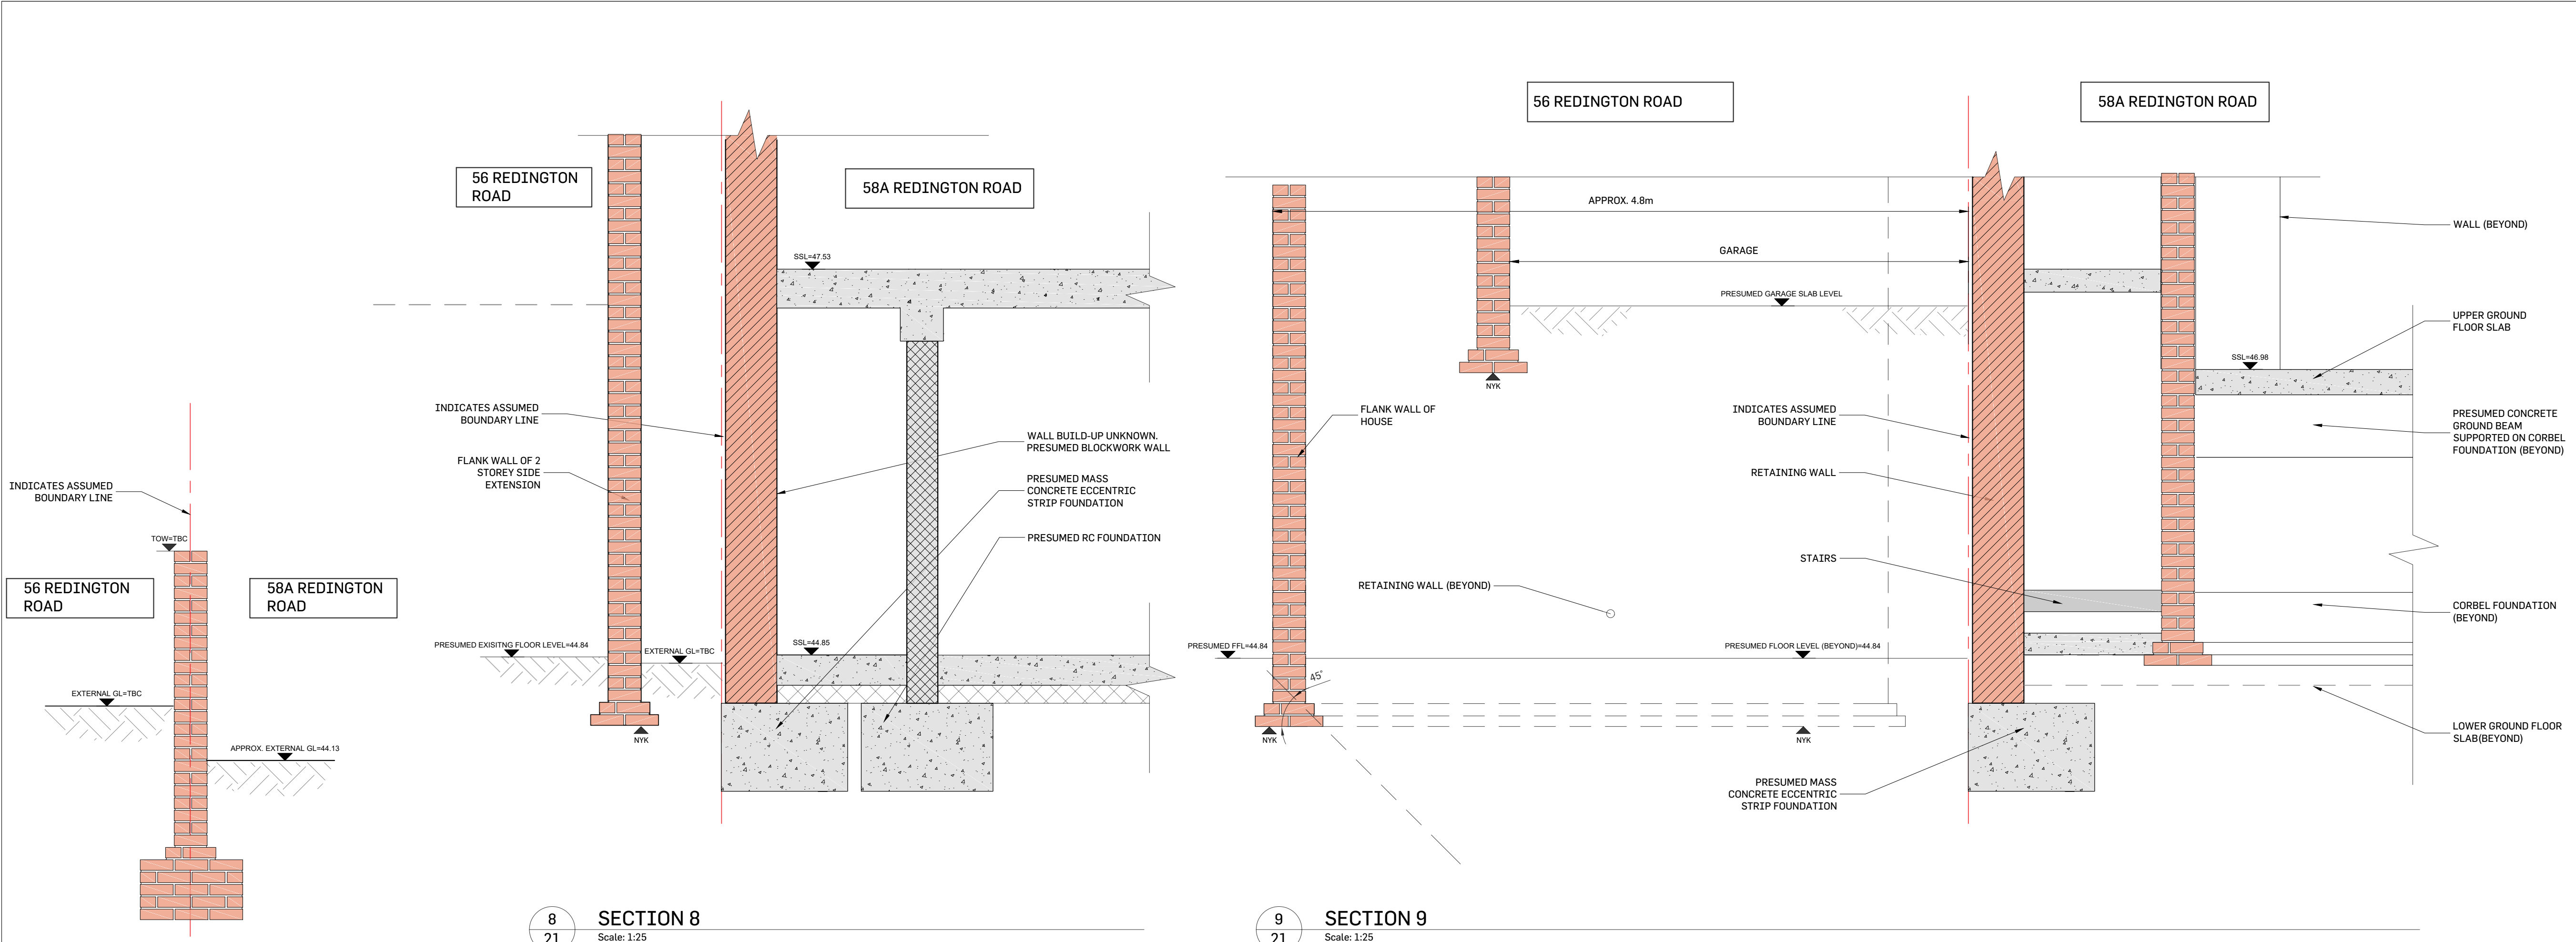 INDICATES ASSUMED
BOUNDARY LINE
TOW=TBC
56 REDINGTON
ROAD
58A REDINGTON
ROAD
EXTERNAL GL=TBC
APPROX. EXTERNAL GL=44.13
56 REDINGTON
ROAD
58A REDINGTON ROAD
SSL=47.53
INDICATES ASSUMED
BOUNDARY LINE
FLANK WALL OF 2
STOREY SIDE
EXTENSION
WALL BUILD-UP UNKNOWN.
PRESUMED BLOCKWORK WALL
PRESUMED MASS
CONCRETE ECCENTRIC
STRIP FOUNDATION
PRESUMED RC FOUNDATION
PRESUMED EXISITNG FLOOR LEVEL=44.84
EXTERNAL GL=TBC
SSL=44.85
NYK
8
21
SECTION 8
Scale: 1:25
56 REDINGTON ROAD
58A REDINGTON ROAD
APPROX. 4.8m
GARAGE
PRESUMED GARAGE SLAB LEVEL
NYK
FLANK WALL OF
HOUSE
INDICATES ASSUMED
BOUNDARY LINE
RETAINING WALL
STAIRS
RETAINING WALL (BEYOND)
PRESUMED FFL=44.84
PRESUMED FLOOR LEVEL (BEYOND)=44.84
45°
NYK
NYK
PRESUMED MASS
CONCRETE ECCENTRIC
STRIP FOUNDATION
WALL (BEYOND)
UPPER GROUND
FLOOR SLAB
SSL=46.98
PRESUMED CONCRETE
GROUND BEAM
SUPPORTED ON CORBEL
FOUNDATION (BEYOND)
CORBEL FOUNDATION
(BEYOND)
LOWER GROUND FLOOR
SLAB(BEYOND)
9
21
SECTION 9
Scale: 1:25